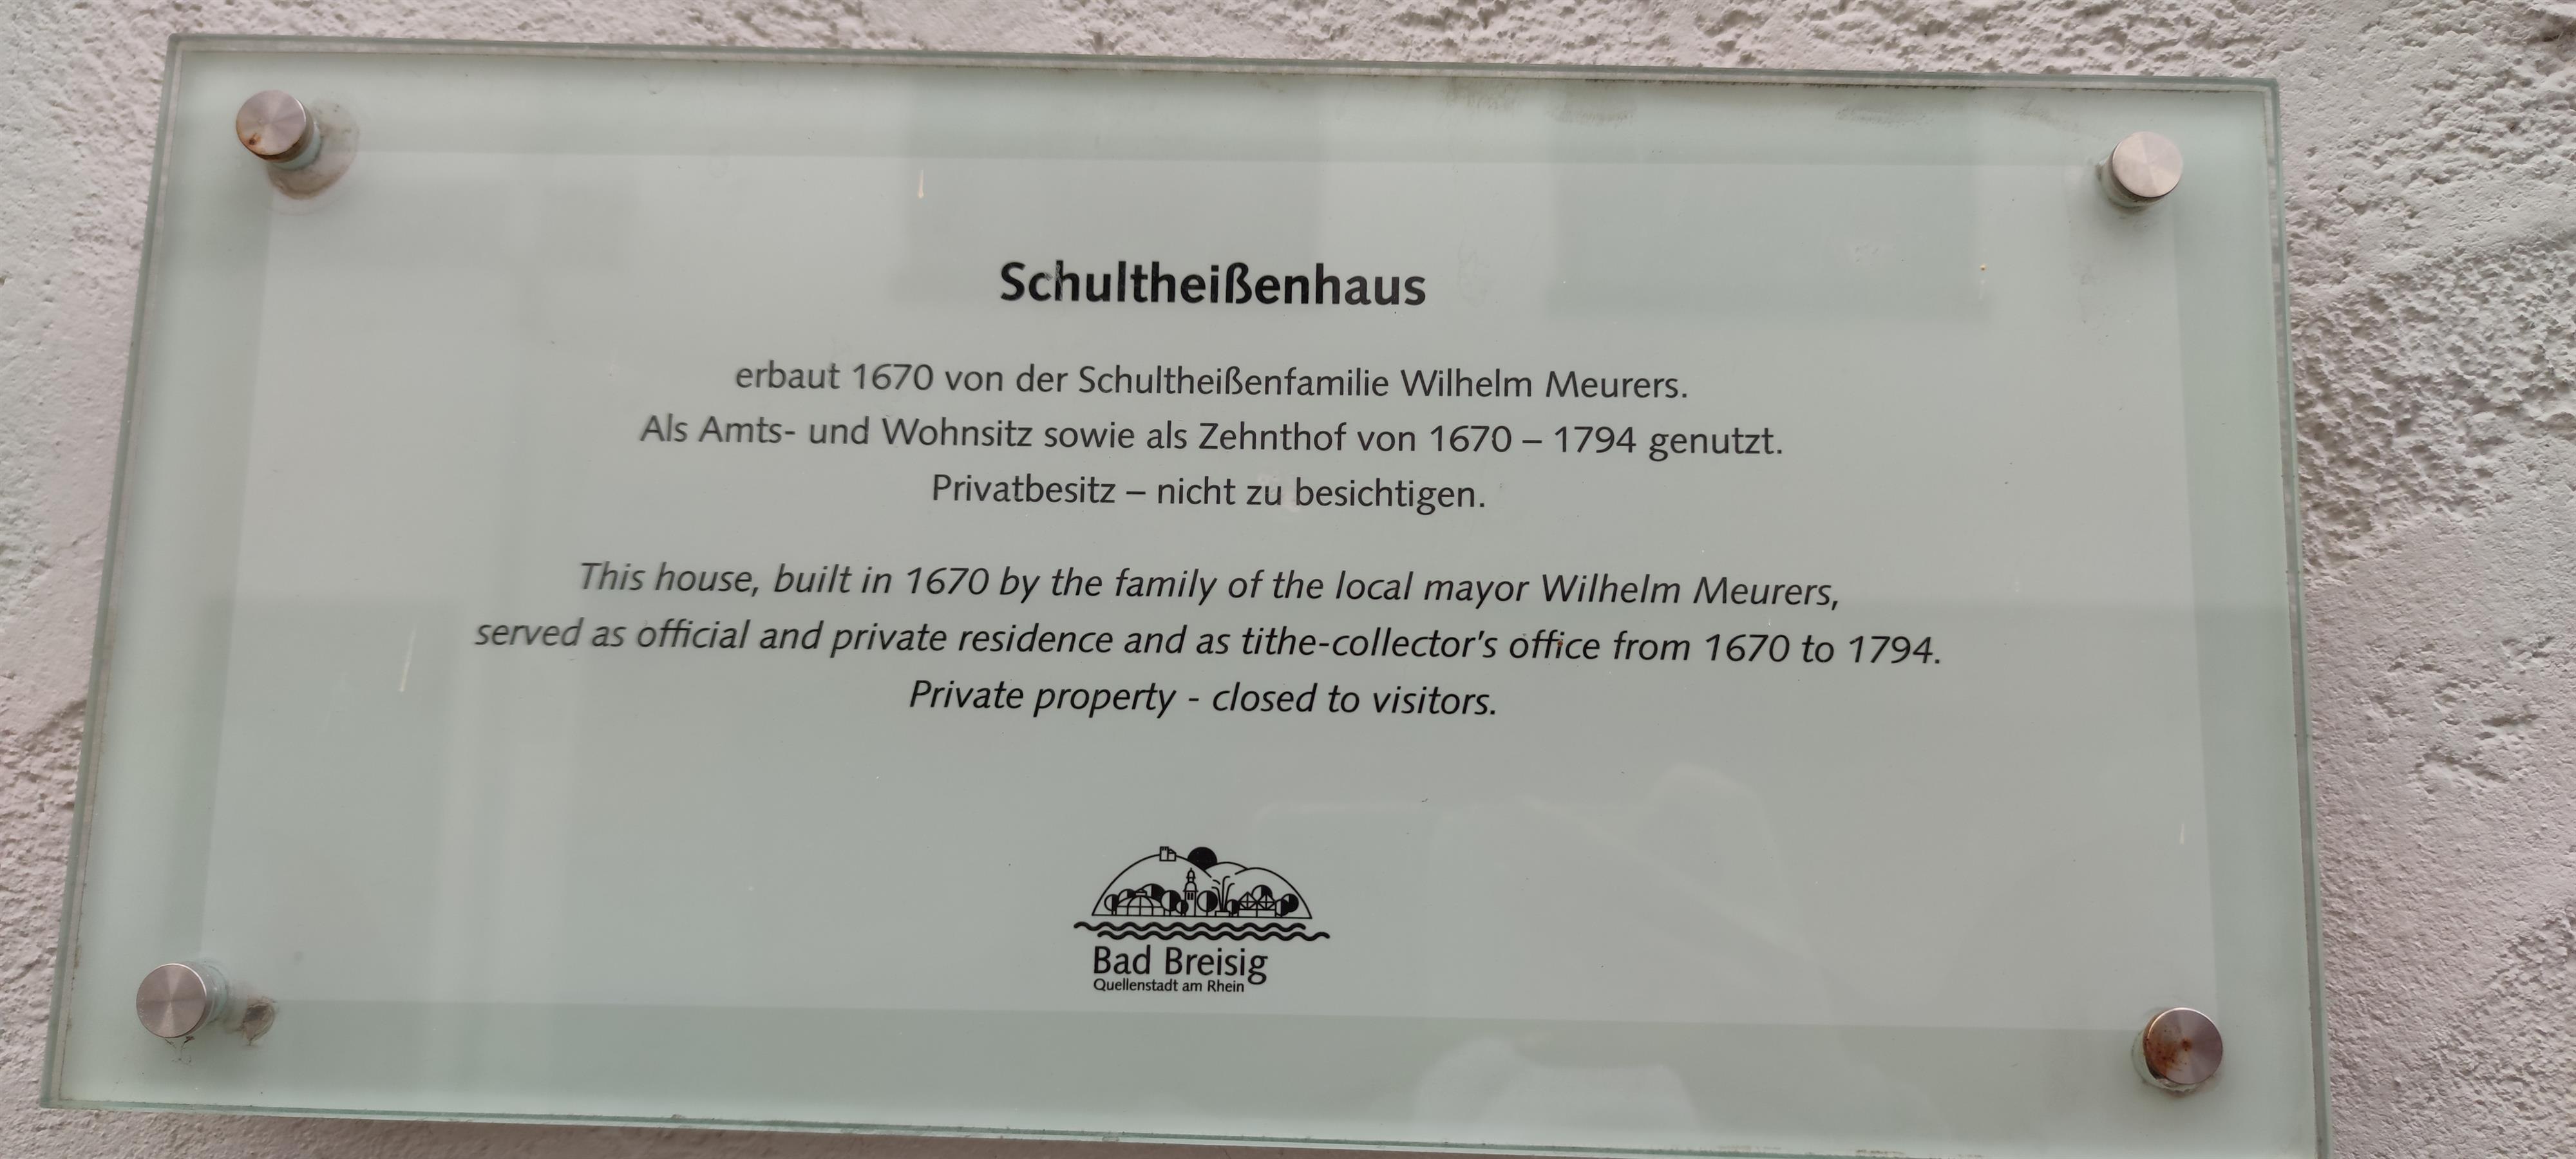 Schultheißenhaus
erbaut 1670 von der Schultheißenfamilie Wilhelm Meurers.
Als Amts- und Wohnsitz sowie als Zehnthof von 1670 – 1794 genutzt.
Privatbesitz – nicht zu besichtigen.
This house, built in 1670 by the family of the local mayor Wilhelm Meurers,
served as official and private residence and as tithe-collector's office from 1670 to 1794.
Private property - closed to visitors.
Bad Breisig
Quellenstadt am Rhein